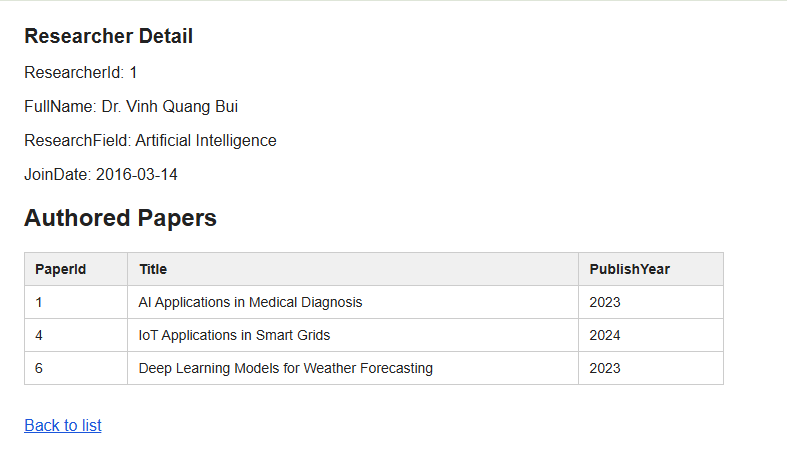 Researcher Detail
ResearcherId: 1
FullName: Dr. Vinh Quang Bui
ResearchField: Artificial Intelligence
JoinDate: 2016-03-14
Authored Papers
PaperId Title PublishYear
1 AI Applications in Medical Diagnosis 2023
4 IoT Applications in Smart Grids 2024
6 Deep Learning Models for Weather Forecasting 2023
Back to list